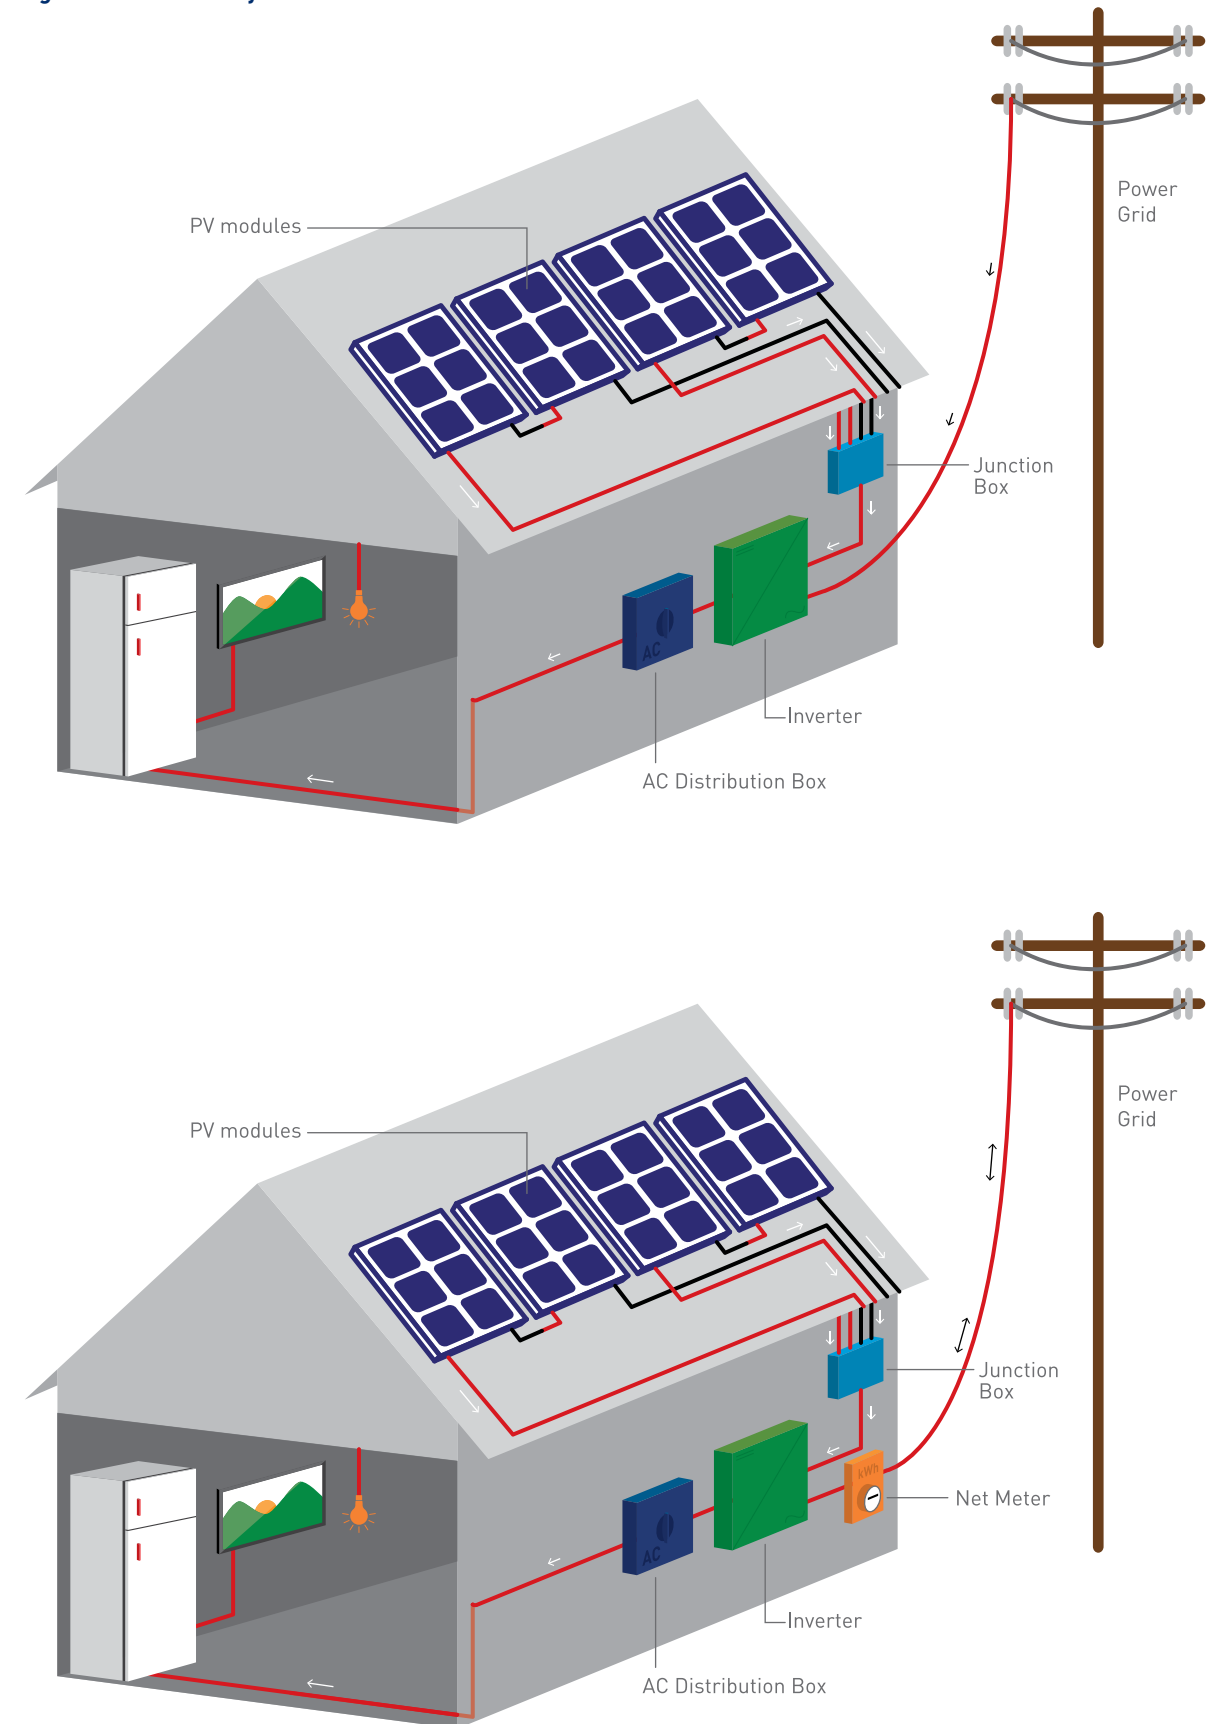 Power
Grid
PV modules
Junction
Box
AC
Inverter
AC Distribution Box
Power
Grid
PV modules
Junction
Box
kWh
Net Meter
AC
Inverter
AC Distribution Box